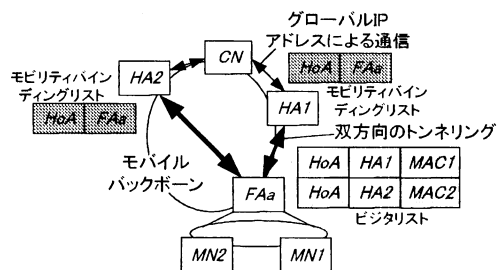 グローバルIP
アドレスによる通信
CN
HA2
モビリティバイン
ディングリスト
HoA FAa
HoA FAa
HA1
モビリティバイン
ディングリスト
双方向のトンネリング
モバイル
バックボーン
HoA HA1 MAC1
HoA HA2 MAC2
ビジタリスト
FAa
MN2
MN1